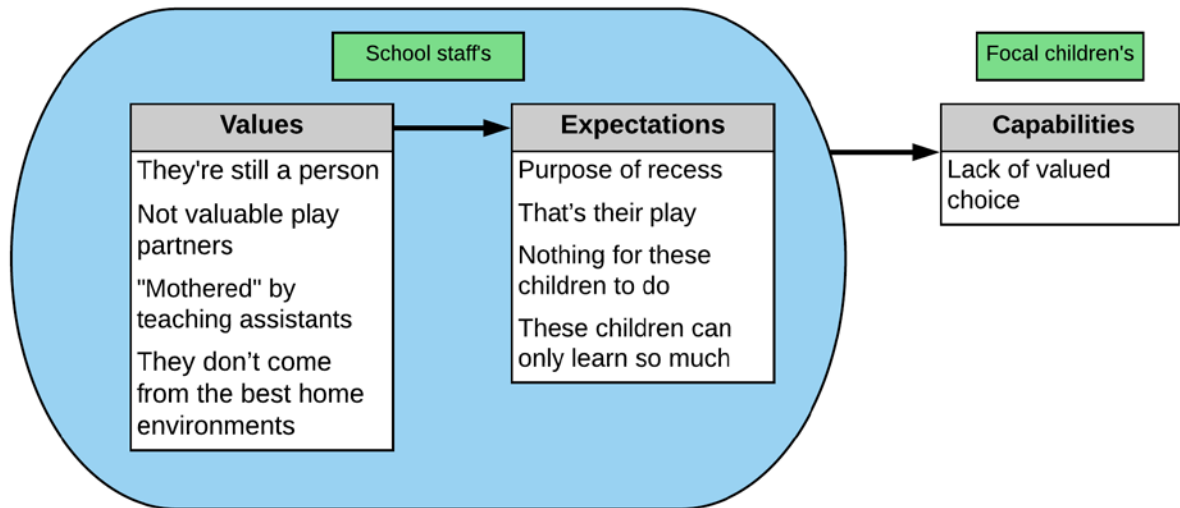 School staff's
Focal children's
Values
They're still a person
Not valuable play
partners
"Mothered" by
teaching assistants
They don’t come
from the best home
environments
Expectations
Purpose of recess
That’s their play
Nothing for these
children to do
These children can
only learn so much
Capabilities
Lack of valued
choice